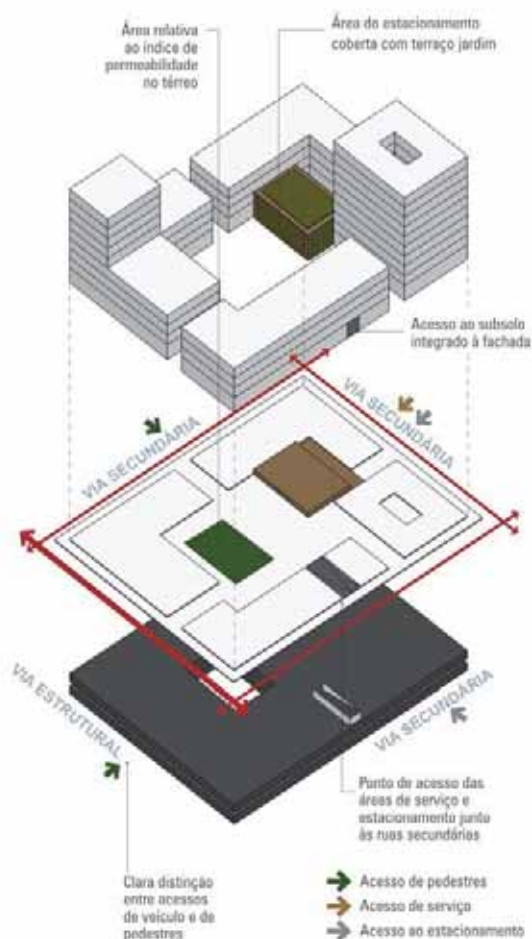 Área relativa
ao índice de
permeabilidade
no térreo
Área do estacionamento
coberta com terraço jardim
Acesso ao subsolo
integrado à fachada
VIA SECUNDÁRIA
VIA SECUNDÁRIA
VIA ESTRUTURAL
VIA SECUNDÁRIA
Ponto de acesso das
áreas de serviço e
estacionamento junto
às ruas secundárias
Clara distinção
entre acessos
de veículo e de
pedestres
Acesso de pedestres
Acesso de serviço
Acesso ao estacionamento